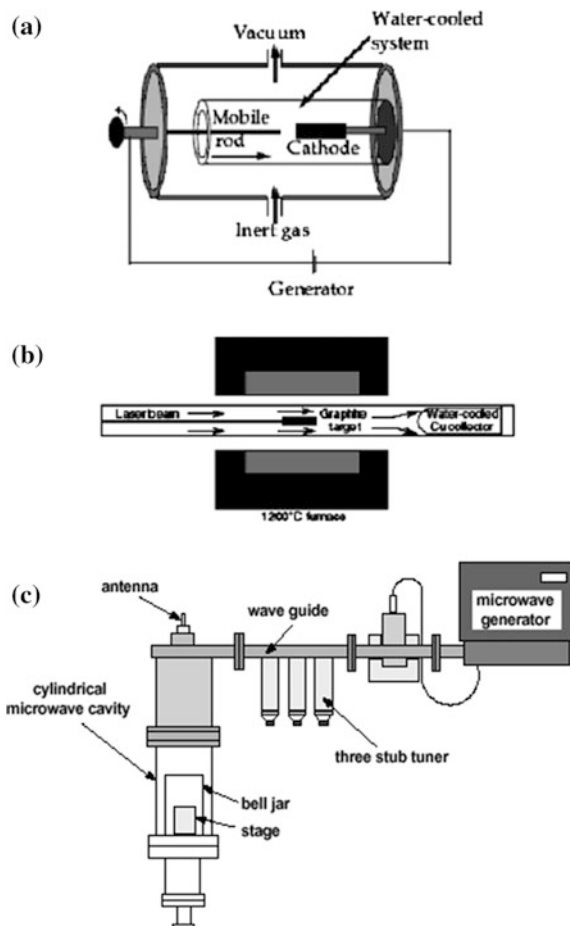 (a)
Vacuum
Water-cooled
system
Mobile
rod
Cathode
Inert gas
Generator
(b)
Laser beam
Graphite
target
Water-cooled
Cu collector
1200°C furnace
(c)
antenna
wave guide
microwave
generator
cylindrical
microwave cavity
three stub tuner
bell jar
stage